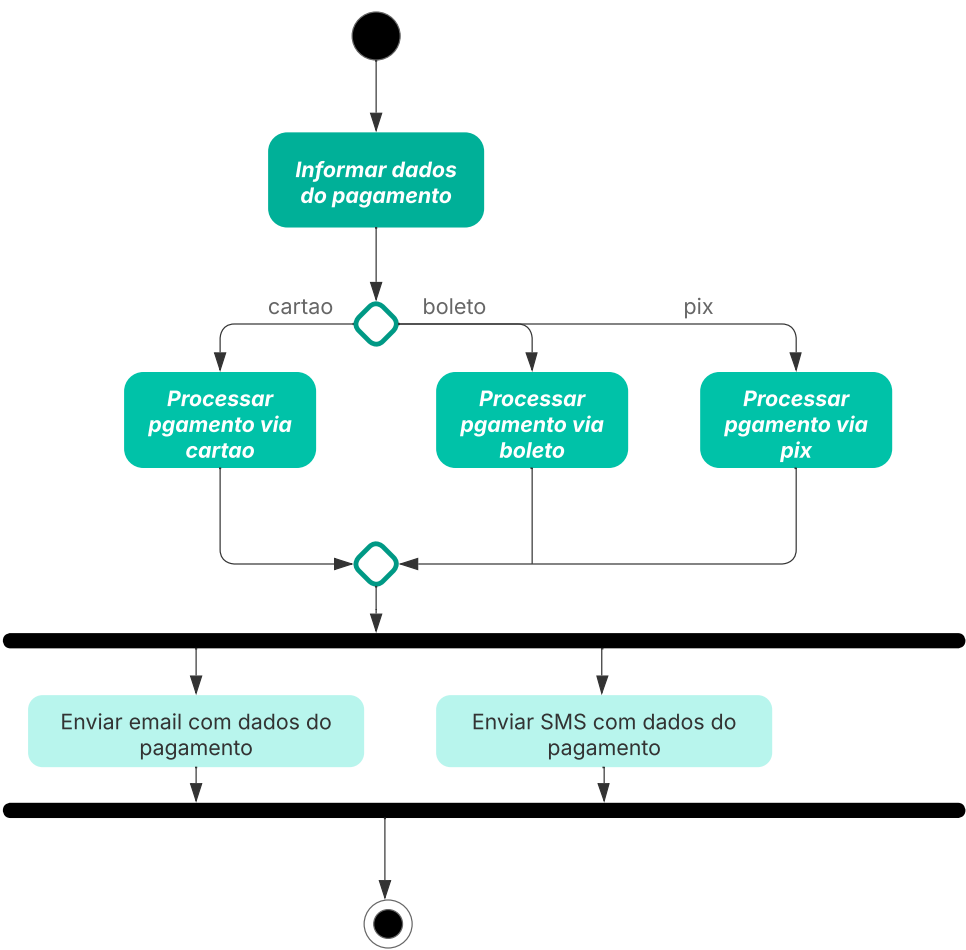 Informar dados
do pagamento
cartao
boleto
pix
Processar
pgamento via
cartao
Processar
pgamento via
boleto
Processar
pgamento via
pix
Enviar email com dados do
pagamento
Enviar SMS com dados do
pagamento